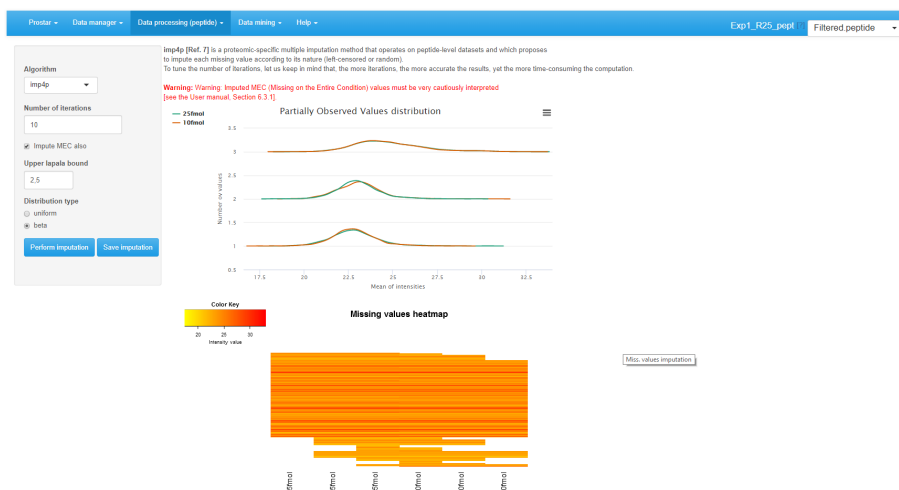 Prostar Data manager Data processing (peptide) Data mining Help Exp1_R25_pept Filtered.peptide
imp4p [Ref. 7] is a proteomic-specific multiple imputation method that operates on peptide-level datasets and which proposes
to impute each missing value according to its nature (left-censored or random).
To tune the number of iterations, let us keep in mind that, the more iterations, the more accurate the results, yet the more time-consuming the computation.
Warning: Warning: Imputed MEC (Missing on the Entire Condition) values must be very cautiously interpreted
[see the User manual, Section 6.3.1].
Algorithm
imp4p
Number of iterations
10
Impute MEC also
Upper lapala bound
2,5
Distribution type
uniform
beta
Perform imputation Save imputation
Partially Observed Values distribution
25fmol
10fmol
Number ov values
3.5
3
2.5
2
1.5
1
0.5
17.5 20 22.5 25 27.5 30 32.5
Mean of intensities
Color Key
20 25 30
Intensity value
Missing values heatmap
Miss. values imputation
5fmol 5fmol 5fmol 0fmol 0fmol 0fmol